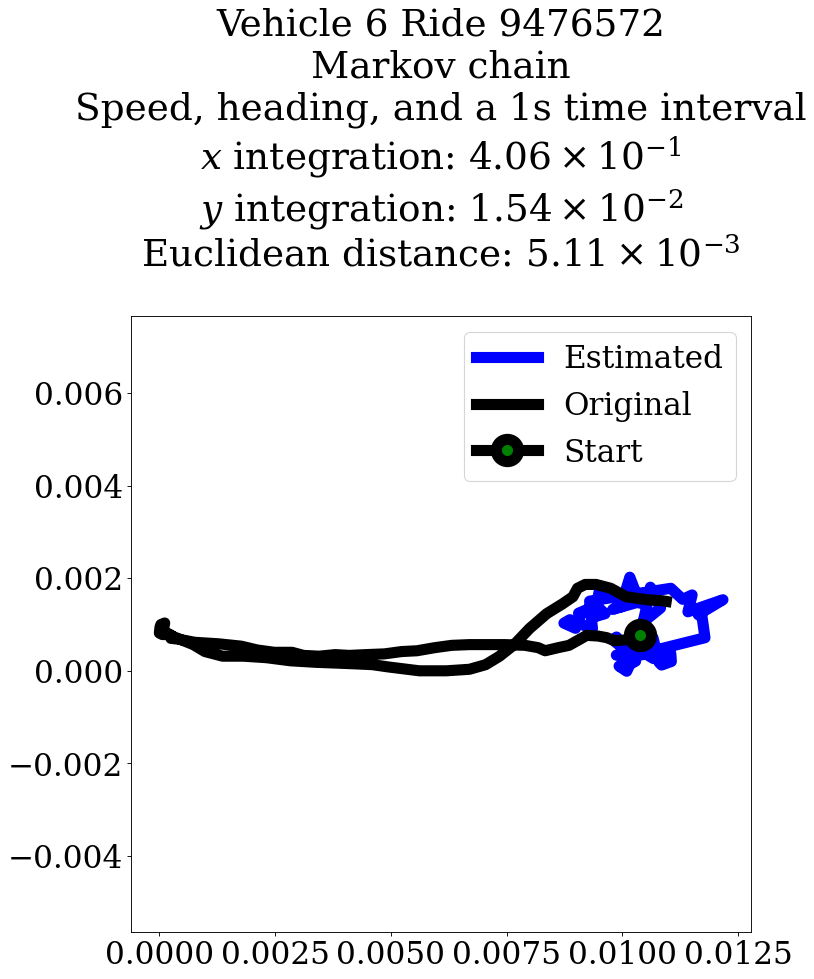 Vehicle 6 Ride 9476572
Markov chain
Speed, heading, and a 1s time interval
x integration: 4.06 × 10⁻¹
y integration: 1.54 × 10⁻²
Euclidean distance: 5.11 × 10⁻³
Estimated
Original
Start
0.006
0.004
0.002
0.000
−0.002
−0.004
0.0000 0.0025 0.0050 0.0075 0.0100 0.0125